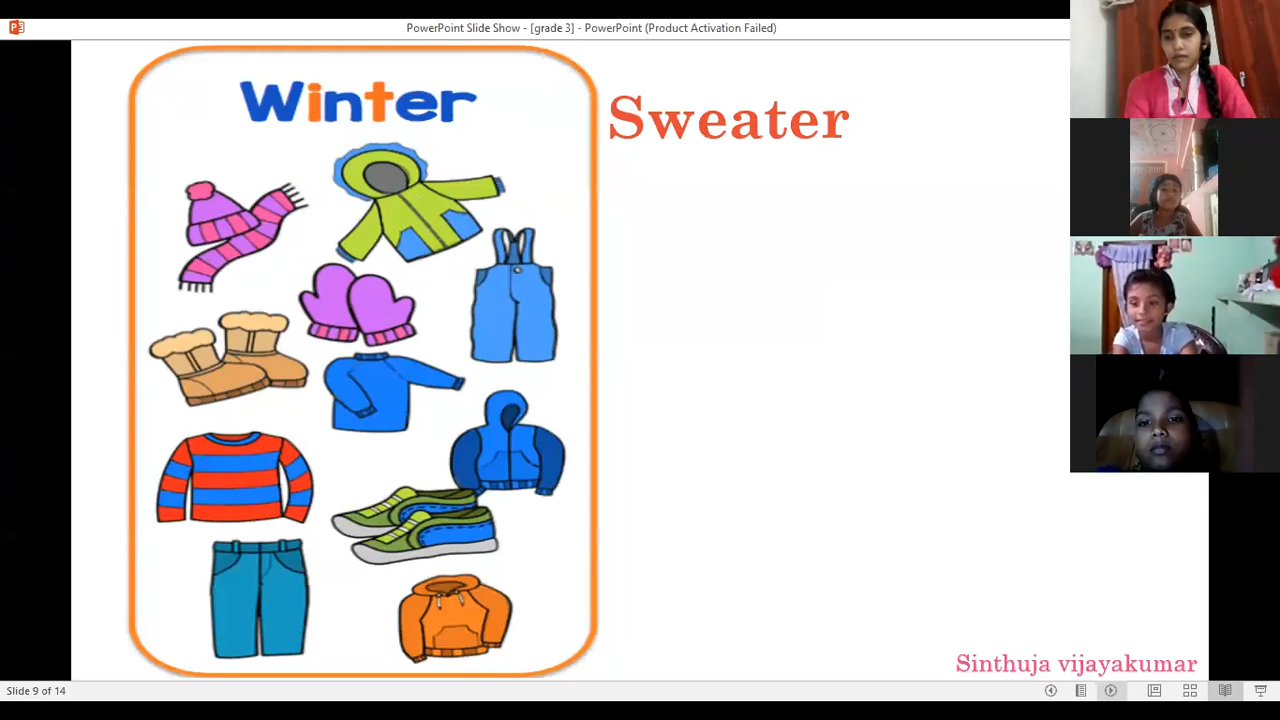 PowerPoint Slide Show - [grade 3] - PowerPoint (Product Activation Failed)
Winter
Sweater
Sinthuja vijayakumar
Slide 9 of 14